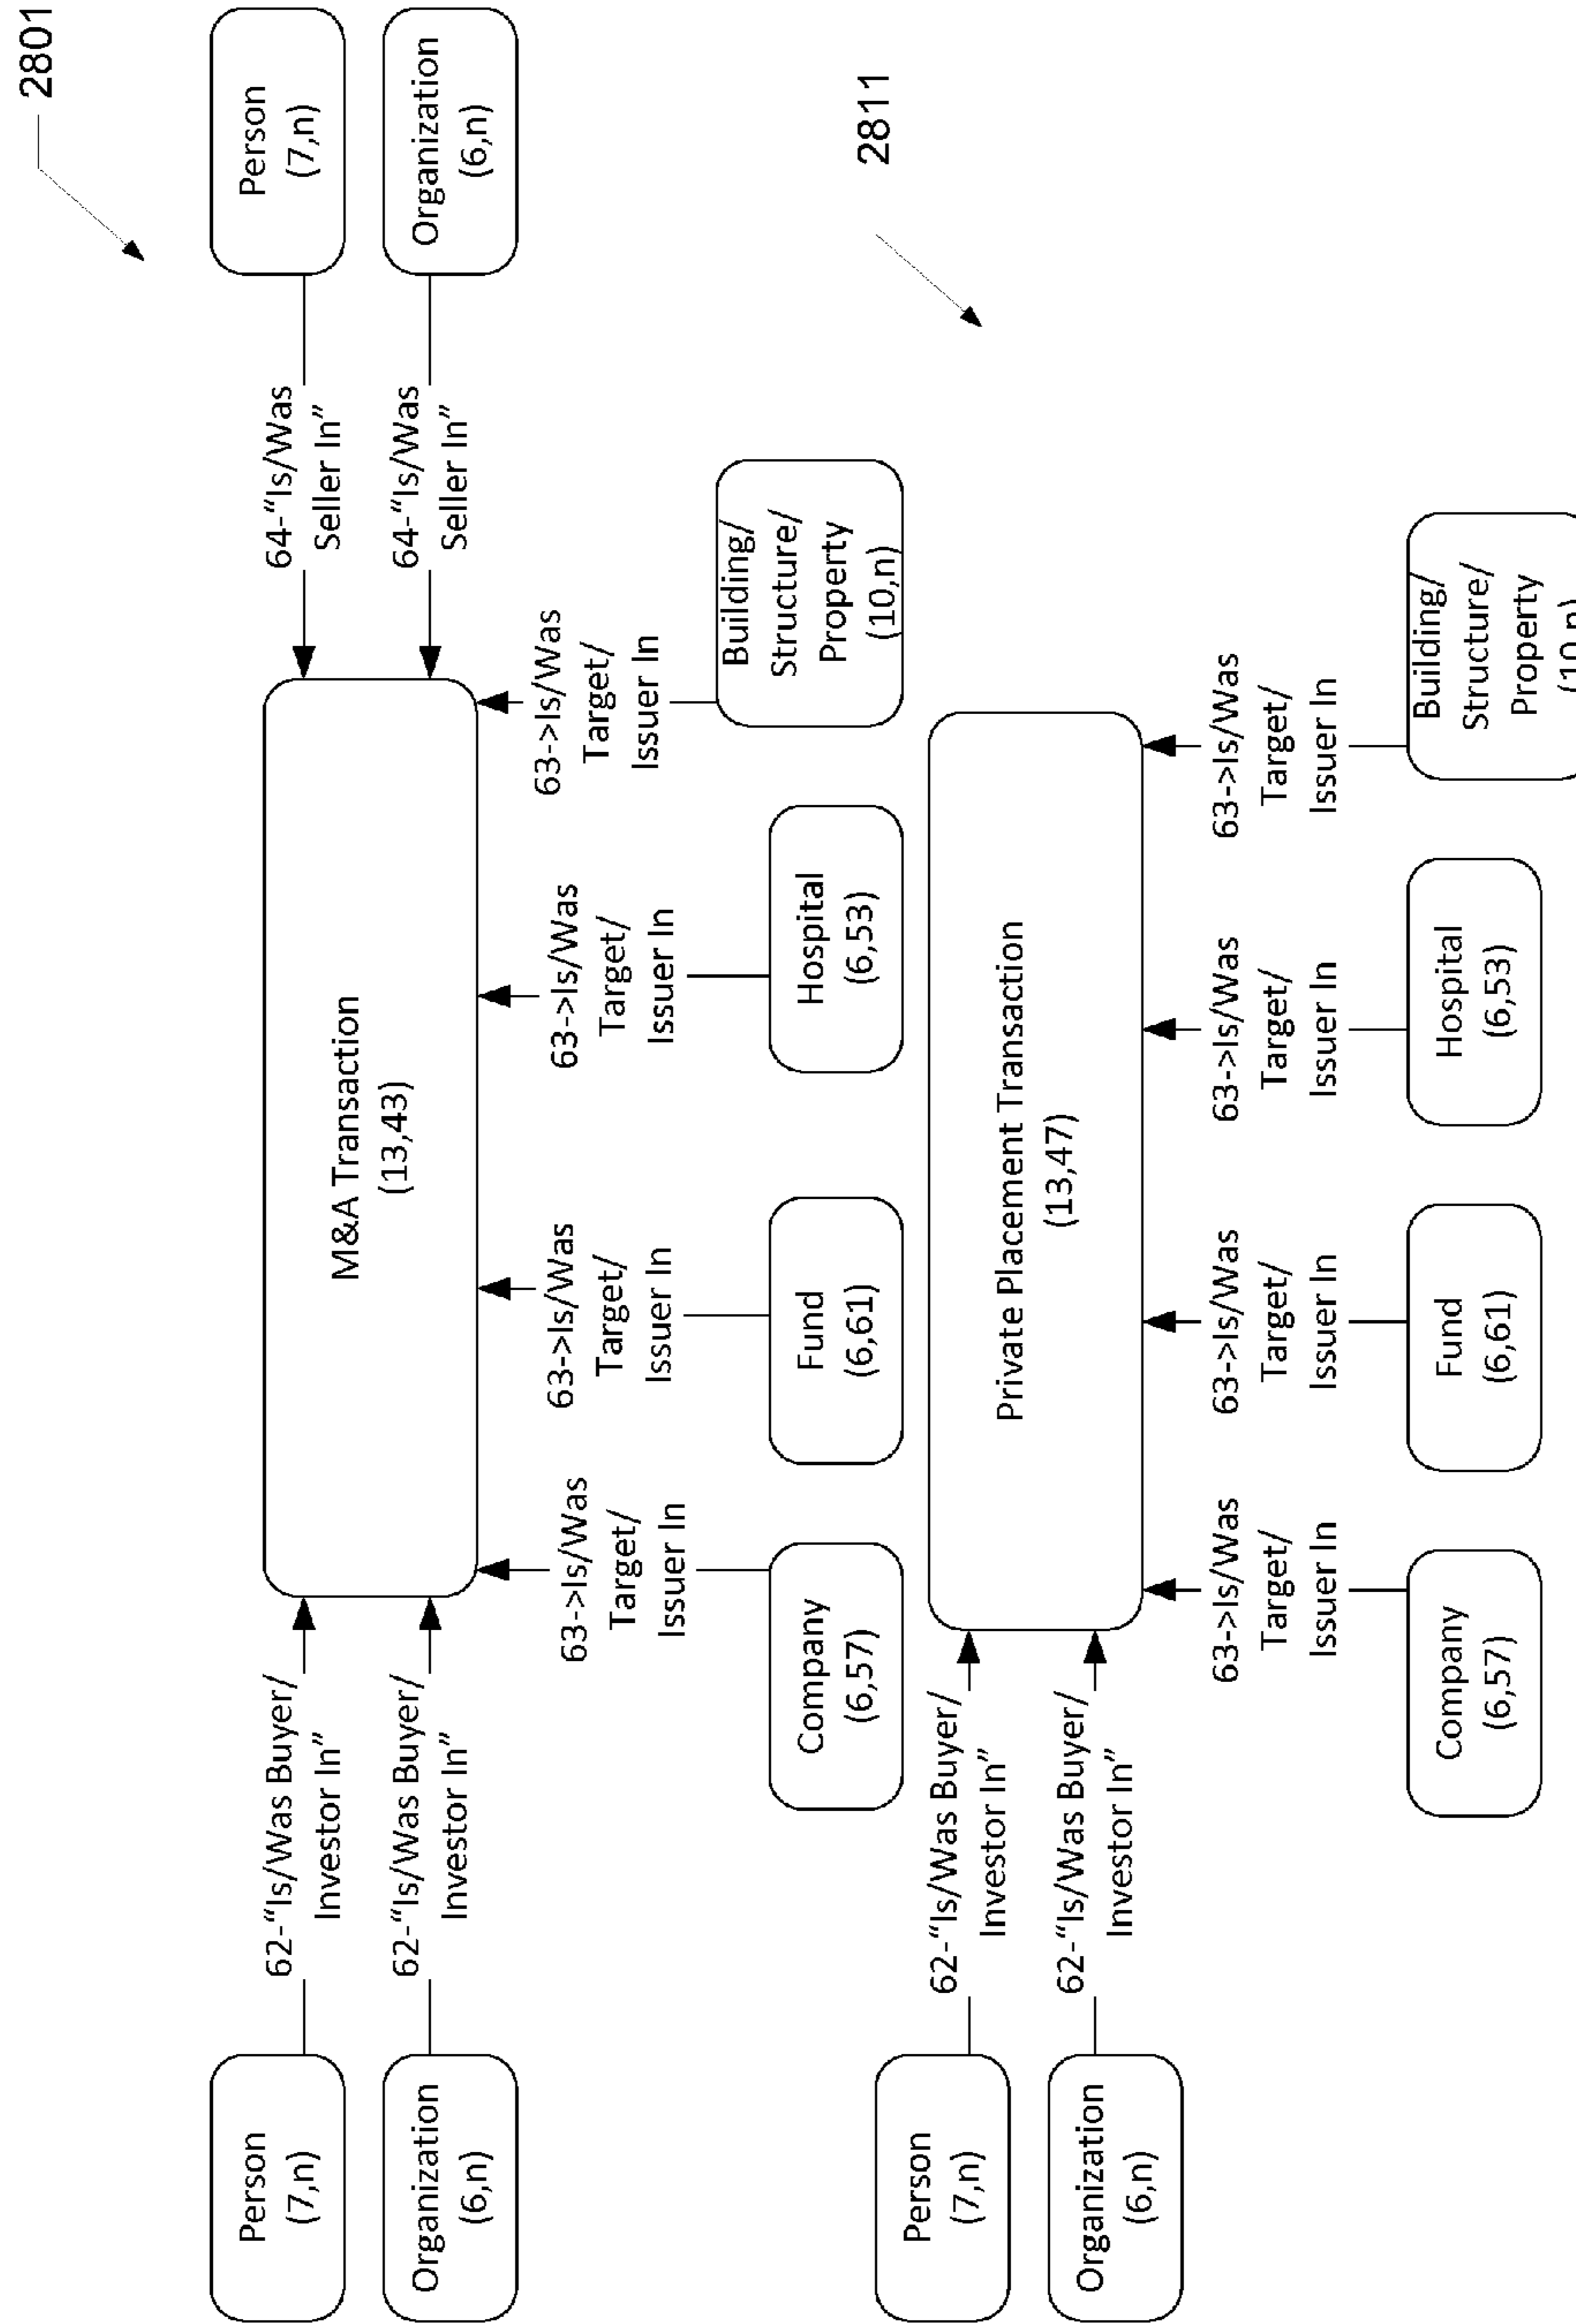 2801
Person
(7,n)
62-“Is/Was Buyer/
Investor In”
Organization
(6,n)
62-“Is/Was Buyer/
Investor In”
M&A Transaction
(13,43)
64-“Is/Was
Seller In”
Person
(7,n)
64-“Is/Was
Seller In”
Organization
(6,n)
63->Is/Was
Target/
Issuer In
63->Is/Was
Target/
Issuer In
63->Is/Was
Target/
Issuer In
63->Is/Was
Target/
Issuer In
Company
(6,57)
Fund
(6,61)
Hospital
(6,53)
Building/
Structure/
Property
(10,n)
2811
Person
(7,n)
62-“Is/Was Buyer/
Investor In”
Organization
(6,n)
62-“Is/Was Buyer/
Investor In”
Private Placement Transaction
(13,47)
63->Is/Was
Target/
Issuer In
63->Is/Was
Target/
Issuer In
63->Is/Was
Target/
Issuer In
63->Is/Was
Target/
Issuer In
Company
(6,57)
Fund
(6,61)
Hospital
(6,53)
Building/
Structure/
Property
(10,n)